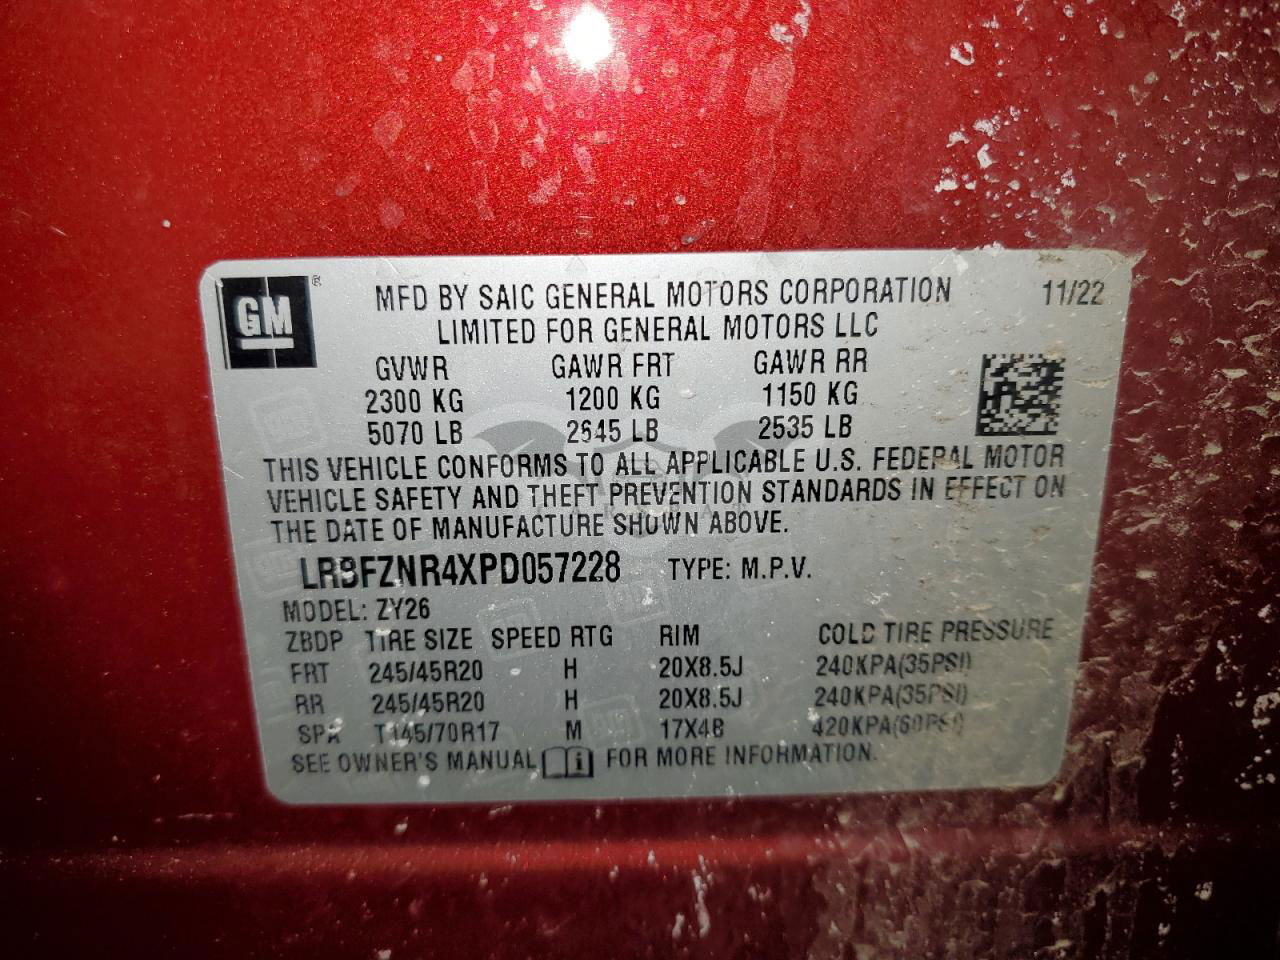 GM ®
MFD BY SAIC GENERAL MOTORS CORPORATION 11/22
LIMITED FOR GENERAL MOTORS LLC
GVWR GAWR FRT GAWR RR
2300 KG 1200 KG 1150 KG
5070 LB 2645 LB 2535 LB
THIS VEHICLE CONFORMS TO ALL APPLICABLE U.S. FEDERAL MOTOR
VEHICLE SAFETY AND THEFT PREVENTION STANDARDS IN EFFECT ON
THE DATE OF MANUFACTURE SHOWN ABOVE.
LRBFZNR4XPD057228 TYPE: M.P.V.
MODEL: ZY26
ZBDP TIRE SIZE SPEED RTG RIM COLD TIRE PRESSURE
FRT 245/45R20 H 20X8.5J 240KPA(35PSI)
RR 245/45R20 H 20X8.5J 240KPA(35PSI)
SPA T145/70R17 M 17X4B 420KPA(60PSI)
SEE OWNER'S MANUAL FOR MORE INFORMATION.